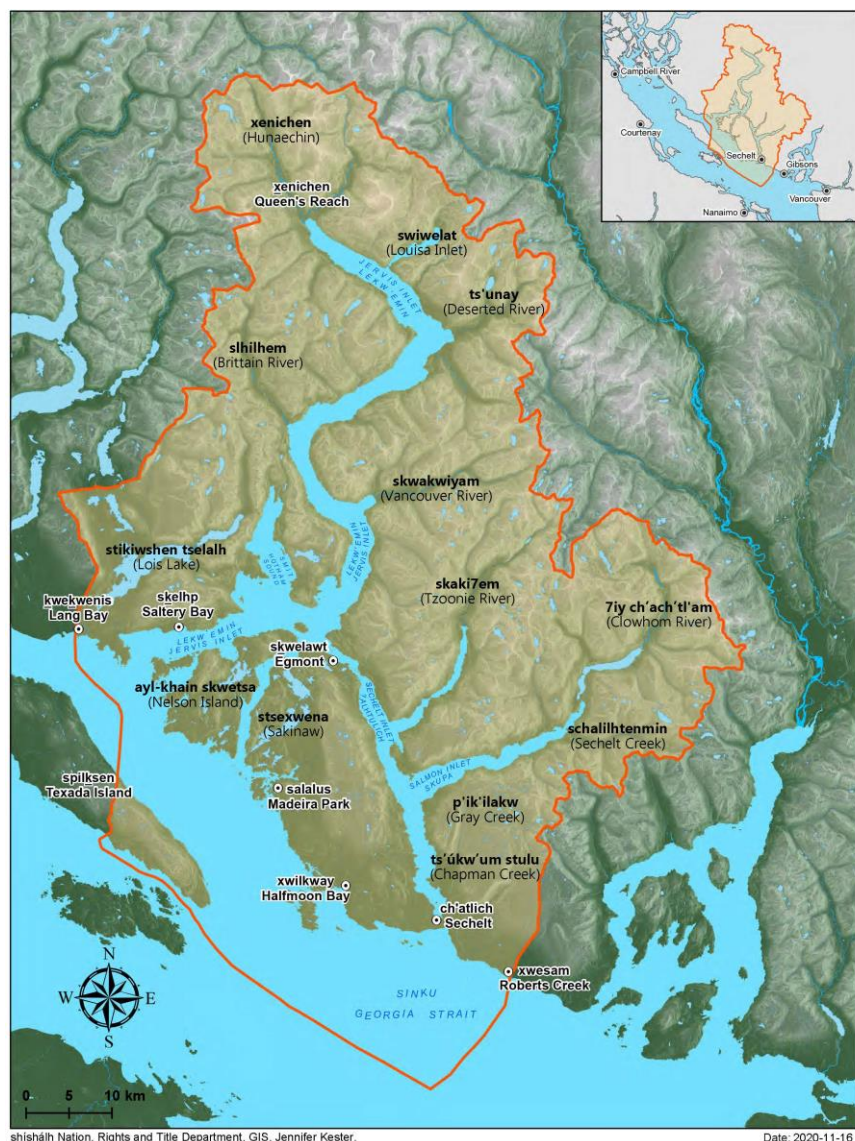 Campbell River
Courtenay
Sechelt
Gibsons
Vancouver
Nanaimo
xenichen
(Hunaechin)
xenichen
Queen's Reach
swiwelat
(Louisa Inlet)
JERVIS INLET
LEKW'EMIN
ts'unay
(Deserted River)
slhilhem
(Brittain River)
skwakwiyam
(Vancouver River)
LEKW'EMIN
JERVIS INLET
stikiwshen tselalh
(Lois Lake)
HOTHAM
SOUND
skaki7em
(Tzoonie River)
7iy ch'ach'tl'am
(Clowhom River)
kwekwenis
Lang Bay
skelhp
Saltery Bay
LEKW'EMIN
JERVIS INLET
skwelawt
Egmont
ayl-khain skwetsa
(Nelson Island)
stsexwena
(Sakinaw)
SECHELT INLET
?ALHTULICH
schalilhtenmin
(Sechelt Creek)
SALMON INLET
SKUPA
spilksen
Texada Island
salalus
Madeira Park
p'ik'ilakw
(Gray Creek)
ts'úkw'um stulu
(Chapman Creek)
xwilkway
Halfmoon Bay
ch'atlich
Sechelt
xwesam
Roberts Creek
SINKU
GEORGIA STRAIT
N
W E
S
0 5 10 km
shíshálh Nation, Rights and Title Department, GIS, Jennifer Kester.
Date: 2020-11-16